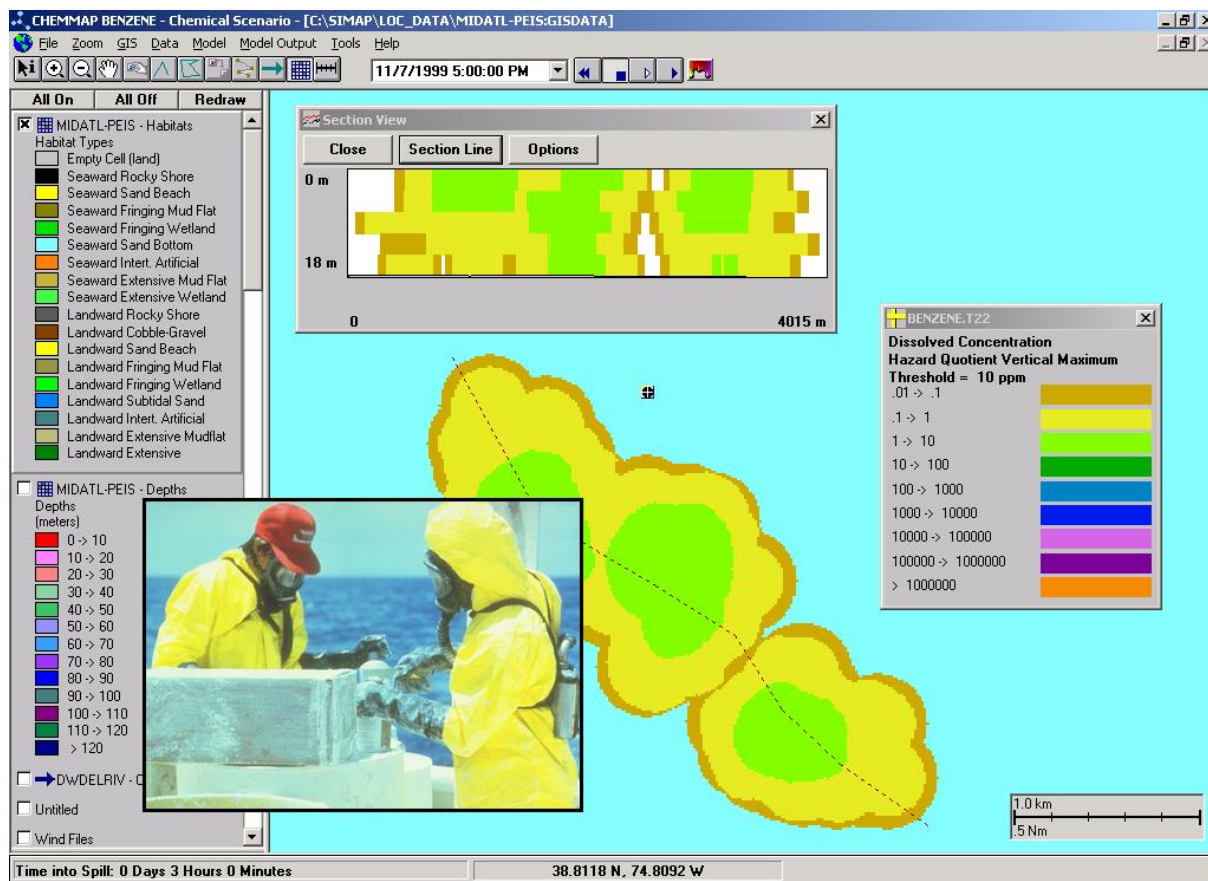 CHEMMAP BENZENE - Chemical Scenario - [C:\SIMAP\LOC_DATA\MIDATL-PEIS:GISDATA]
File Zoom GIS Data Model Model Output Tools Help
11/7/1999 5:00:00 PM
All On All Off Redraw
MIDATL-PEIS - Habitats
Habitat Types
Empty Cell (land)
Seaward Rocky Shore
Seaward Sand Beach
Seaward Fringing Mud Flat
Seaward Fringing Wetland
Seaward Sand Bottom
Seaward Intert. Artificial
Seaward Extensive Mud Flat
Seaward Extensive Wetland
Landward Rocky Shore
Landward Cobble-Gravel
Landward Sand Beach
Landward Fringing Mud Flat
Landward Fringing Wetland
Landward Subtidal Sand
Landward Intert. Artificial
Landward Extensive Mudflat
Landward Extensive
MIDATL-PEIS - Depths
Depths
(meters)
0 -> 10
10 -> 20
20 -> 30
30 -> 40
40 -> 50
50 -> 60
60 -> 70
70 -> 80
80 -> 90
90 -> 100
100 -> 110
110 -> 120
> 120
DWDELRIV - C
Untitled
Wind Files
Section View
Close Section Line Options
0 m
18 m
0 4015 m
BENZENE.T22
Dissolved Concentration
Hazard Quotient Vertical Maximum
Threshold = 10 ppm
.01 -> .1
.1 -> 1
1 -> 10
10 -> 100
100 -> 1000
1000 -> 10000
10000 -> 100000
100000 -> 1000000
> 1000000
1.0 km
.5 Nm
Time into Spill: 0 Days 3 Hours 0 Minutes 38.8118 N, 74.8092 W